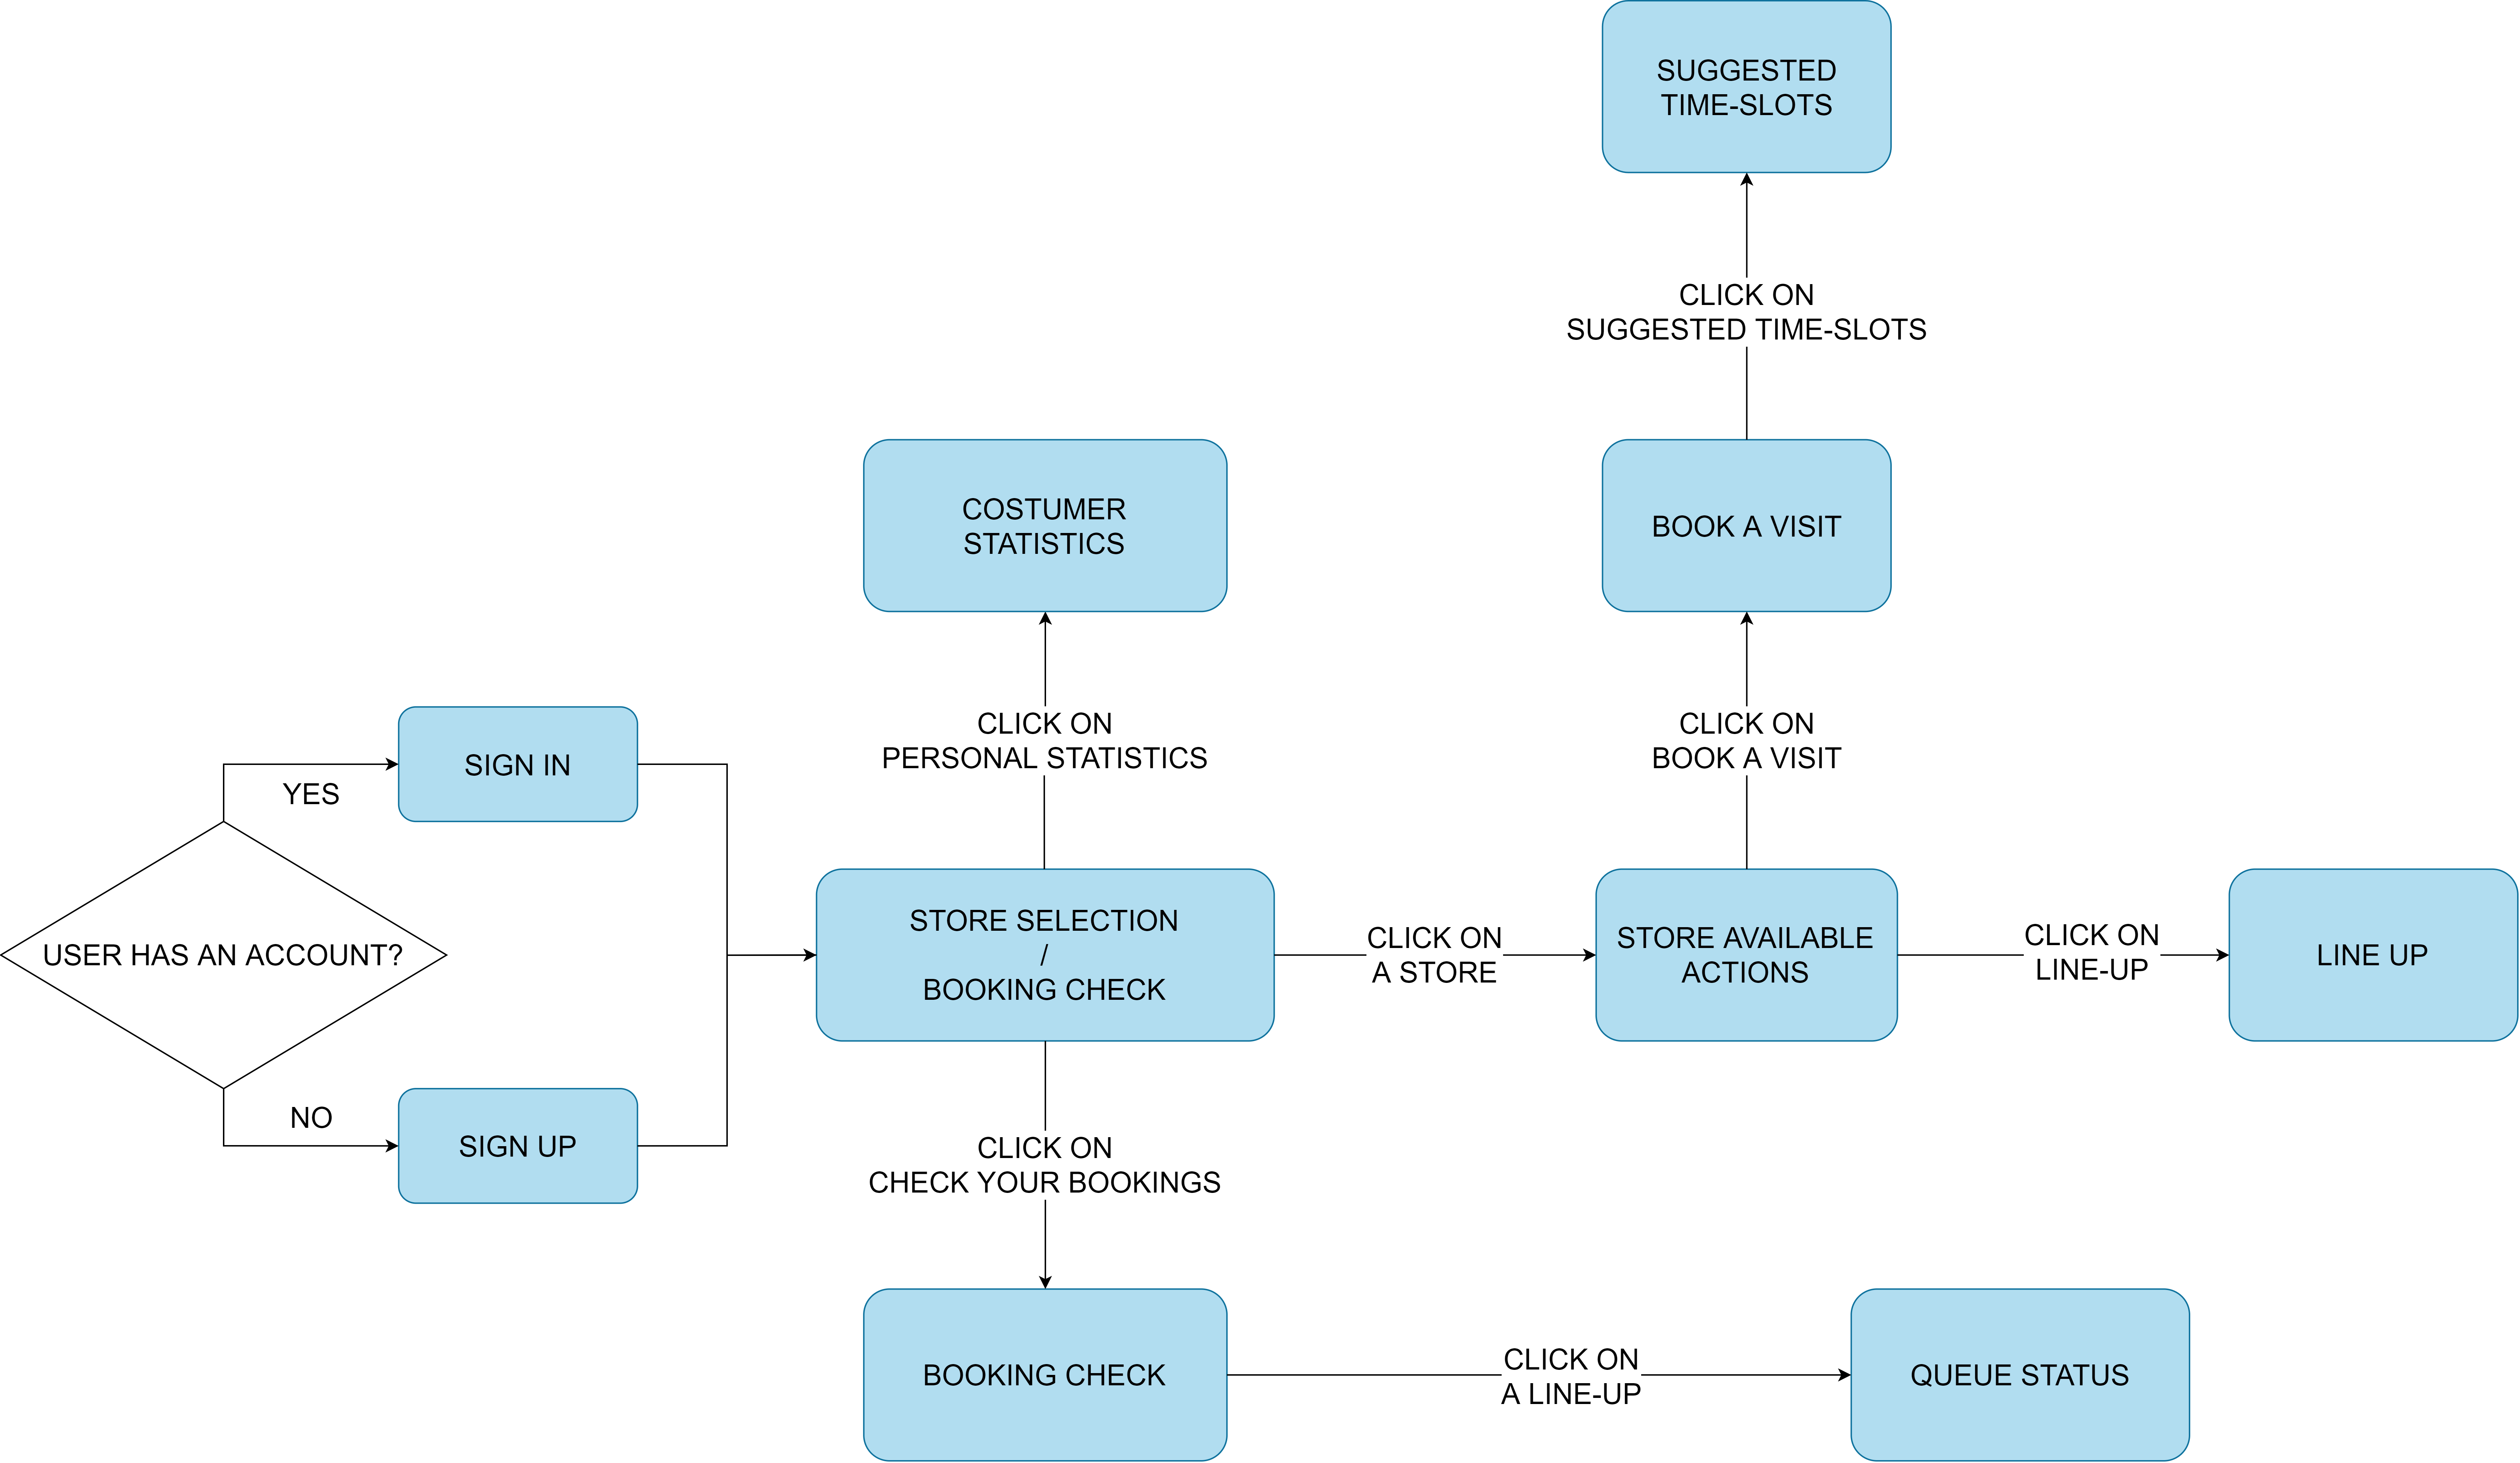 SUGGESTED
TIME-SLOTS
CLICK ON
SUGGESTED TIME-SLOTS
COSTUMER
STATISTICS
BOOK A VISIT
CLICK ON
PERSONAL STATISTICS
CLICK ON
BOOK A VISIT
SIGN IN
YES
USER HAS AN ACCOUNT?
STORE SELECTION
/
BOOKING CHECK
CLICK ON
A STORE
STORE AVAILABLE
ACTIONS
CLICK ON
LINE-UP
LINE UP
NO
SIGN UP
CLICK ON
CHECK YOUR BOOKINGS
BOOKING CHECK
CLICK ON
A LINE-UP
QUEUE STATUS